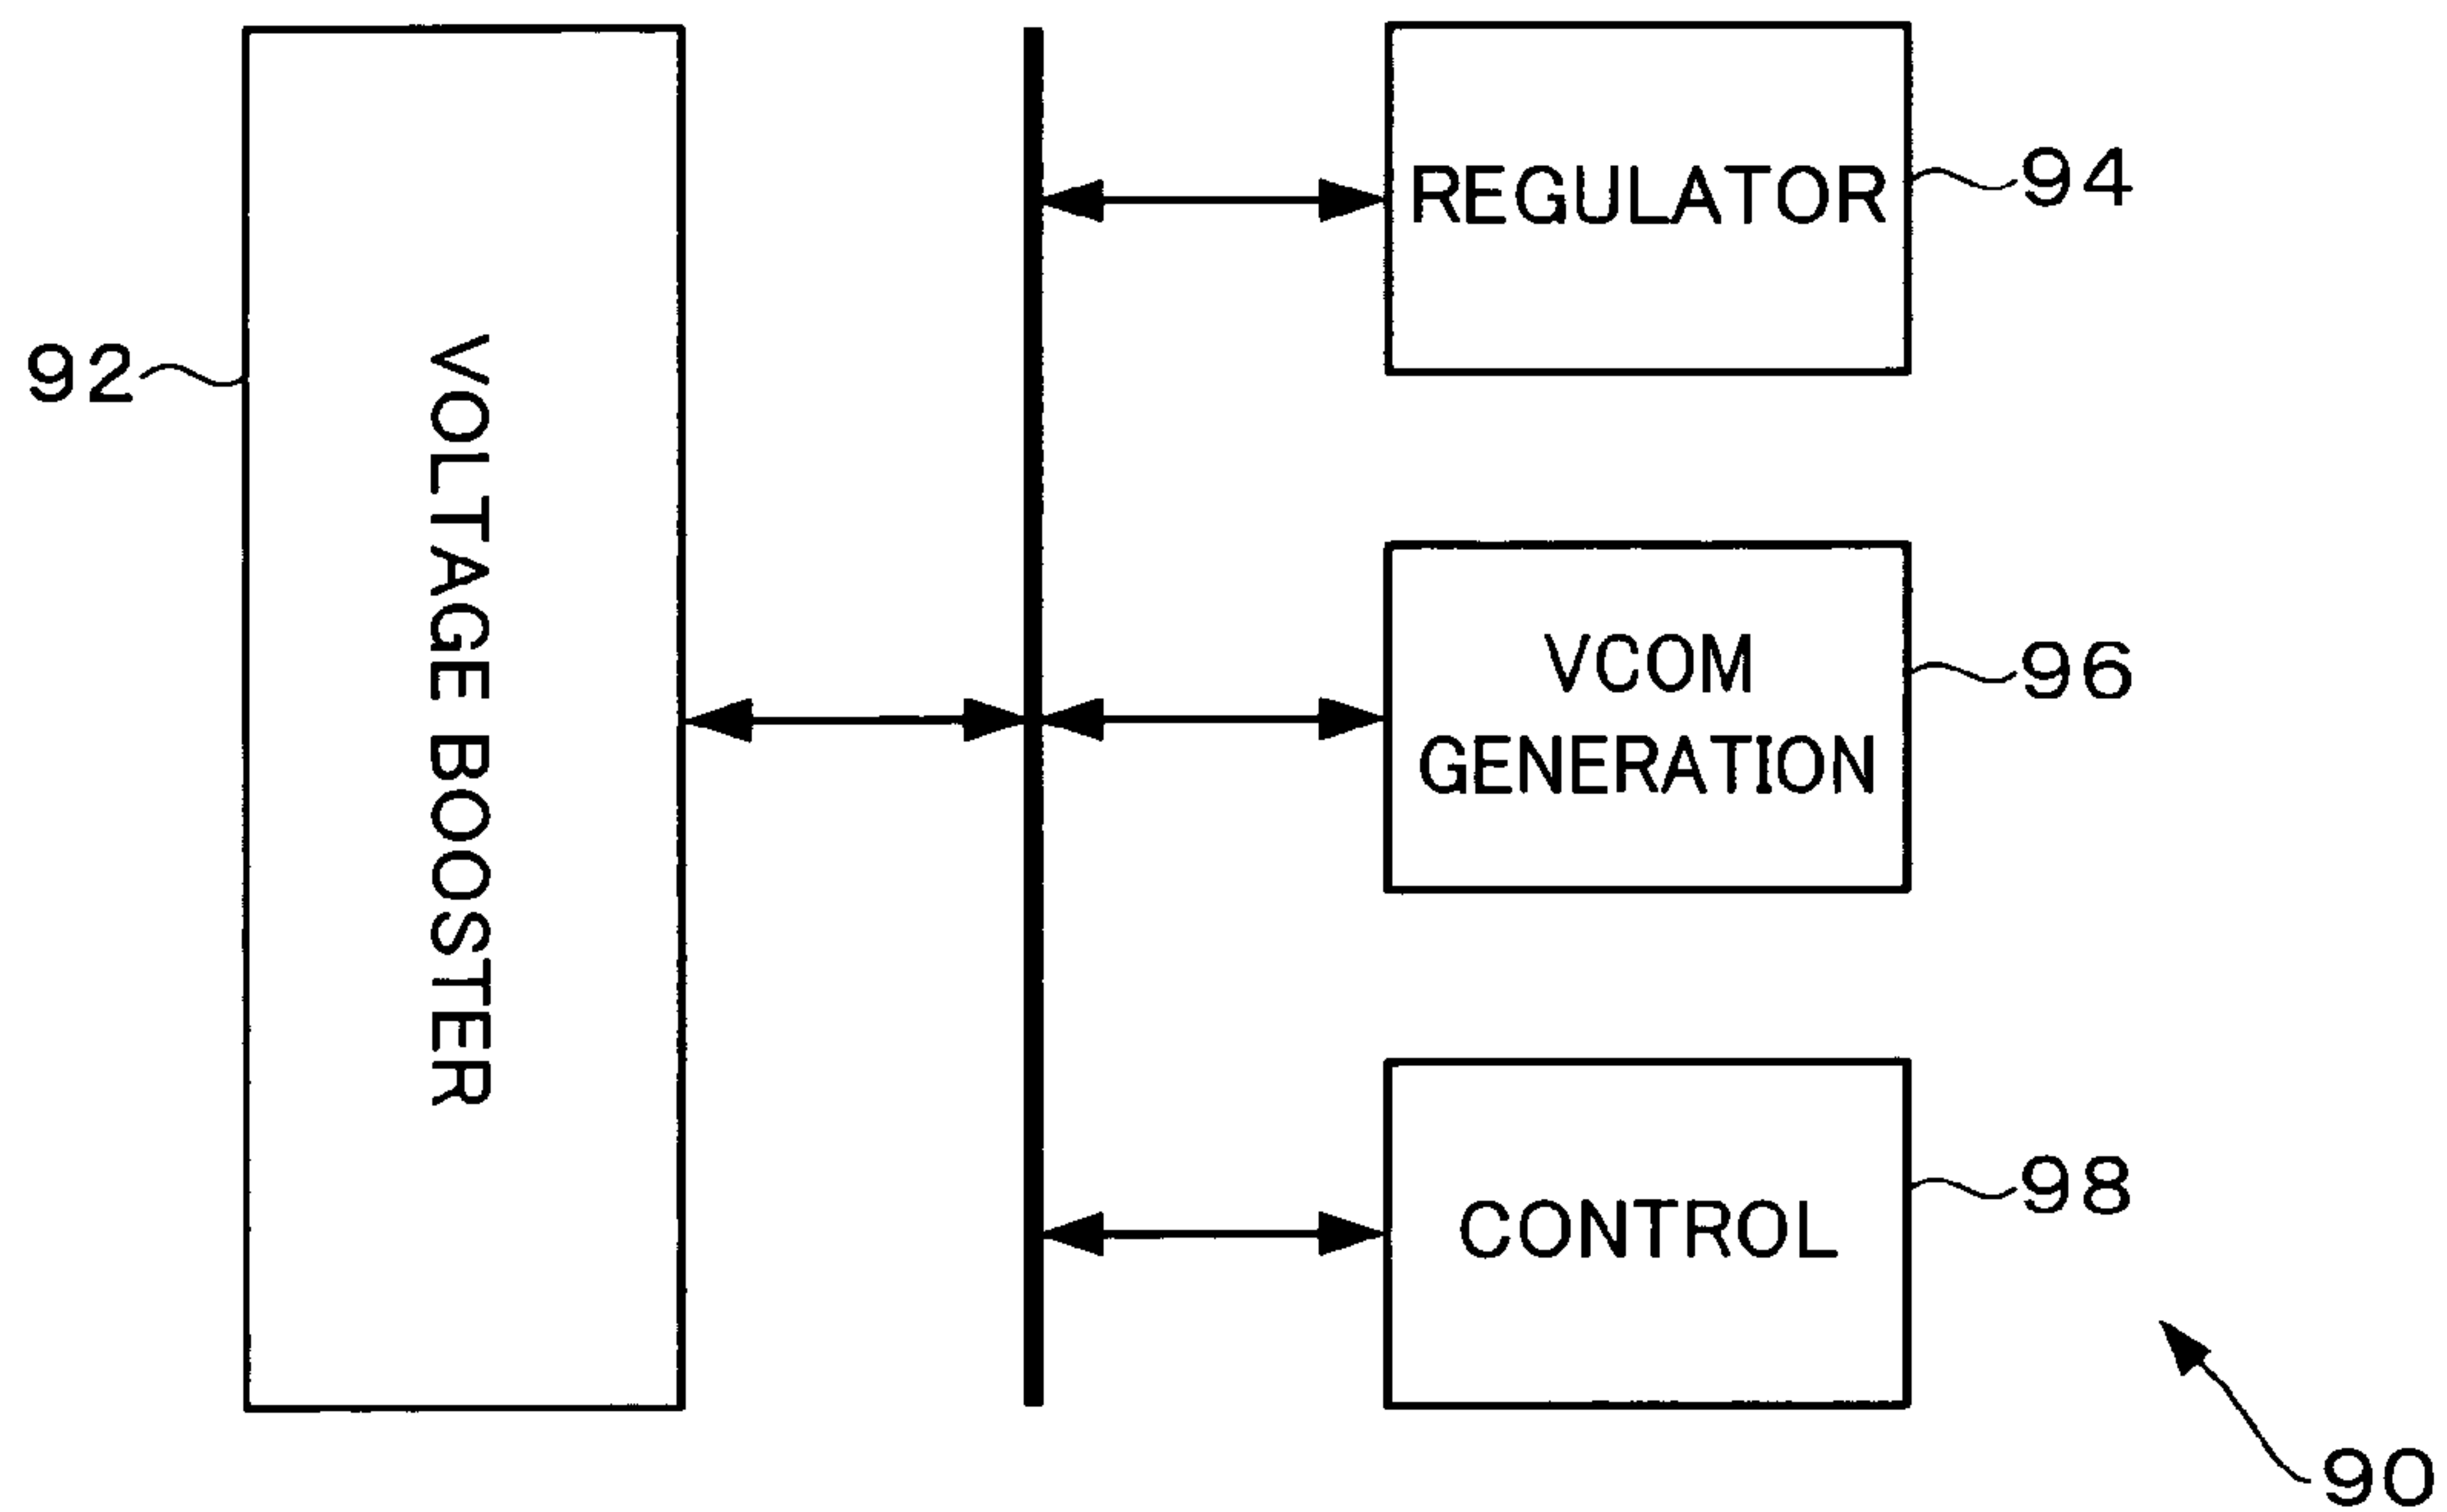 REGULATOR
94
92
VOLTAGE BOOSTER
VCOM
GENERATION
96
CONTROL
98
90